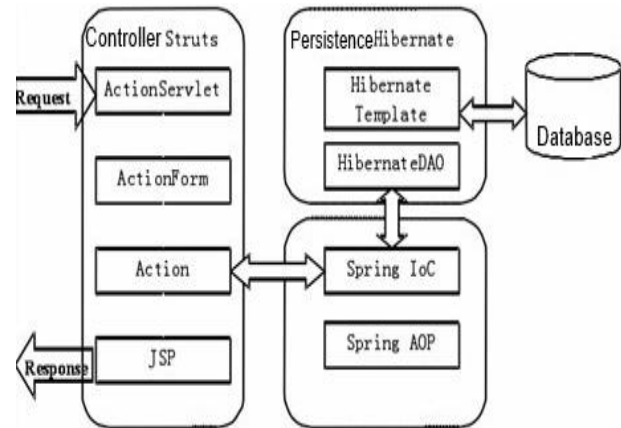 Controller Struts
Request
ActionServlet
ActionForm
Action
JSP
Response
PersistenceHibernate
Hibernate
Template
HibernateDAO
Database
Spring IoC
Spring AOP